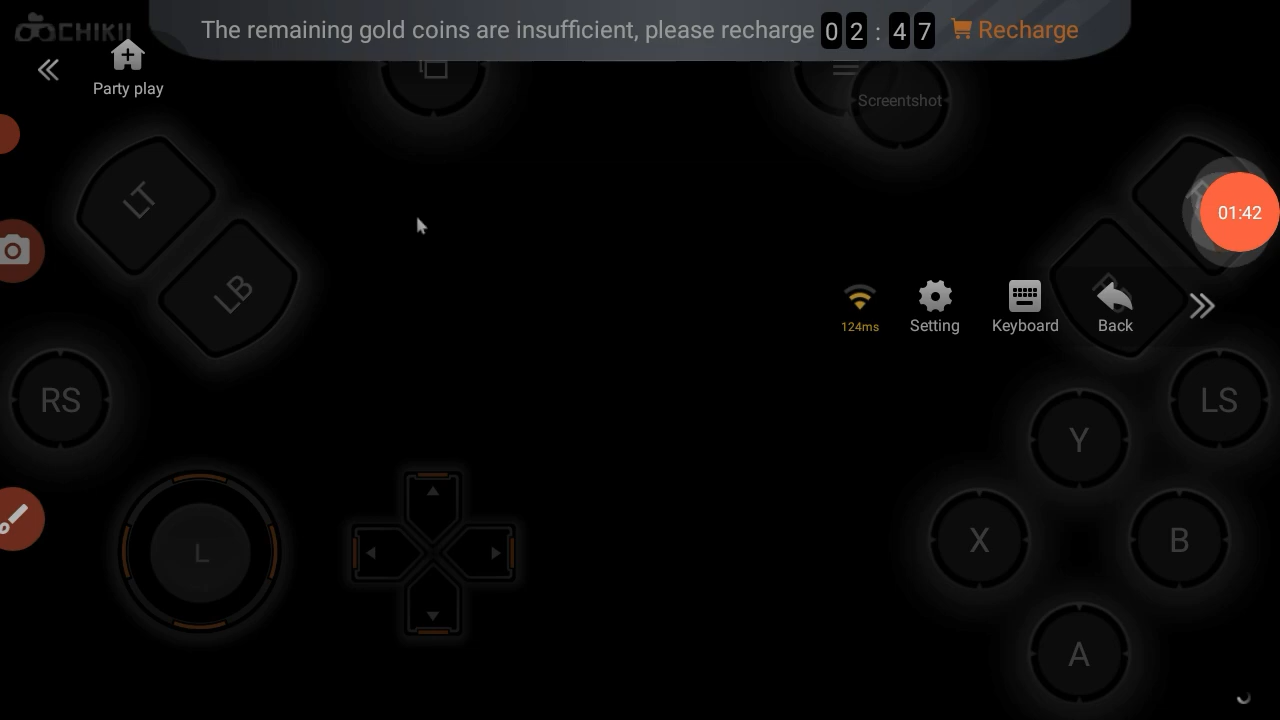 CHIKII
The remaining gold coins are insufficient, please recharge 02:47 Recharge
Party play
Screentshot
LT
LB
01:42
124ms
Setting
Keyboard
Back
RS
LS
Y
L
X
B
A